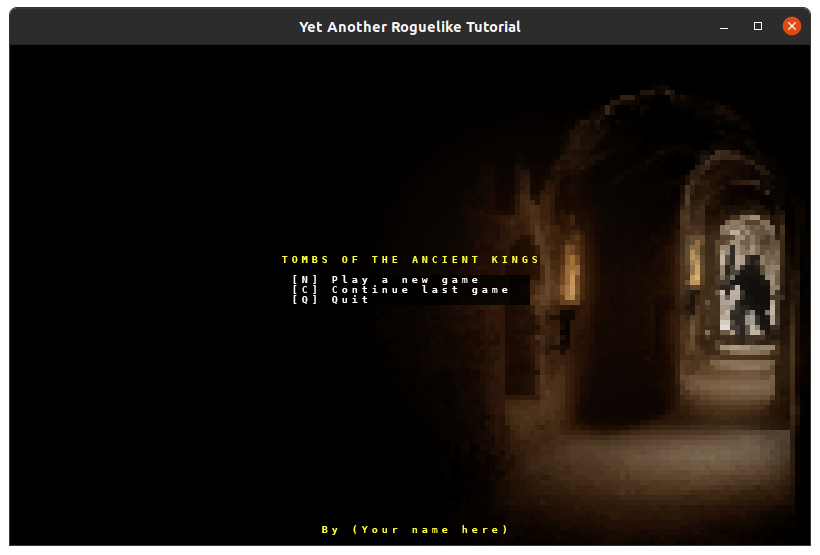 Yet Another Roguelike Tutorial
TOMBS OF THE ANCIENT KINGS
[N] Play a new game
[C] Continue last game
[Q] Quit
By (Your name here)